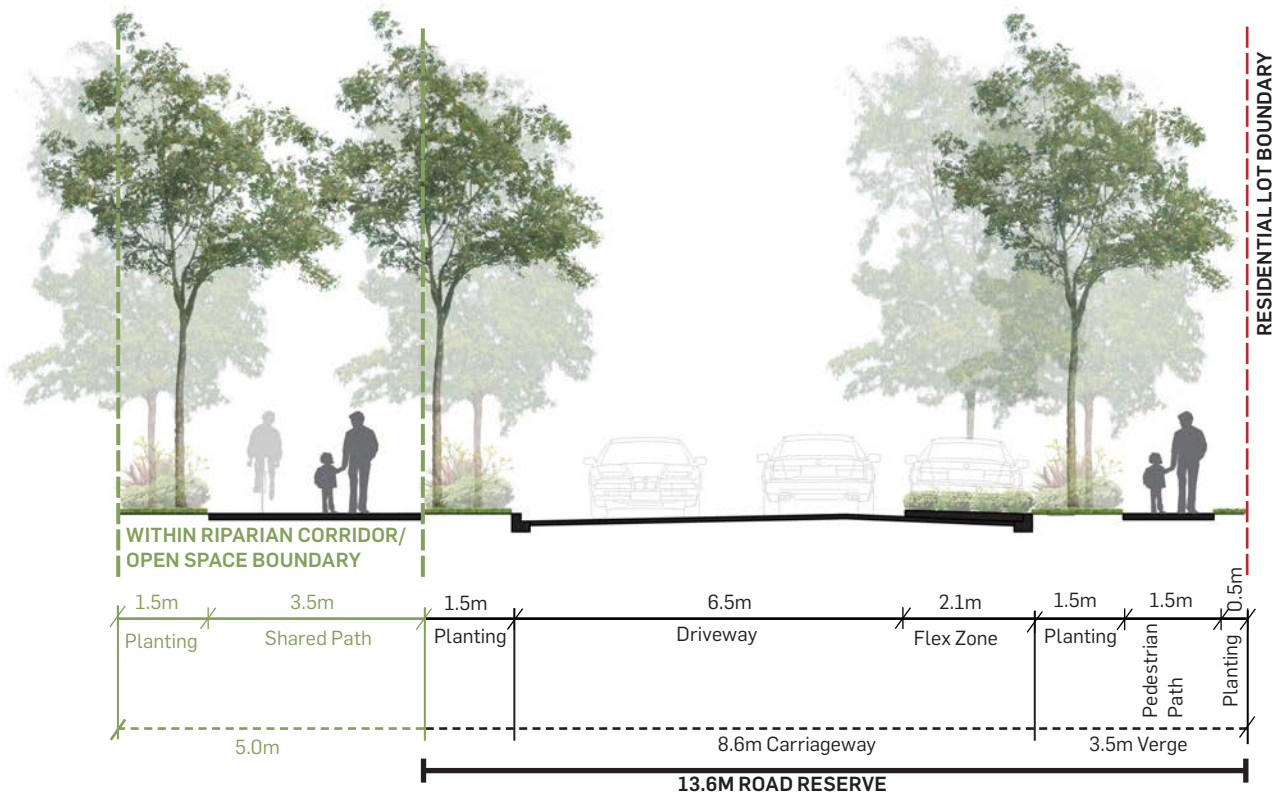 RESIDENTIAL LOT BOUNDARY
WITHIN RIPARIAN CORRIDOR/
OPEN SPACE BOUNDARY
1.5m
3.5m
1.5m
6.5m
2.1m
1.5m
1.5m
0.5m
Planting
Shared Path
Planting
Driveway
Flex Zone
Planting
Pedestrian
Path
Planting
5.0m
8.6m Carriageway
3.5m Verge
13.6M ROAD RESERVE